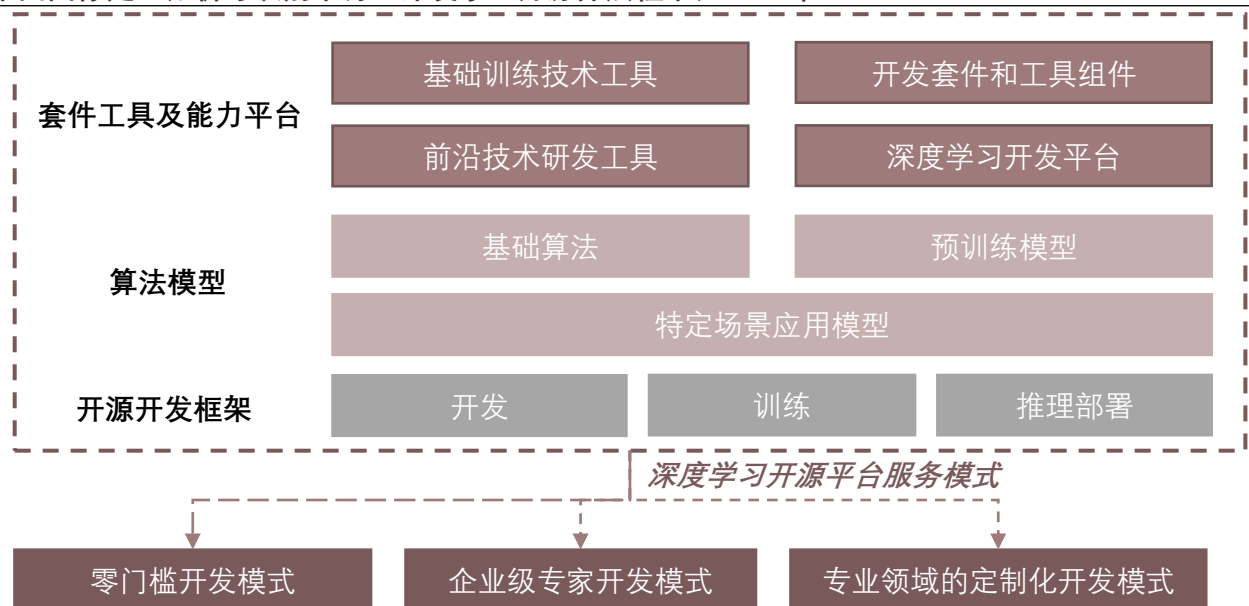 基础训练技术工具 开发套件和工具组件
套件工具及能力平台
前沿技术研发工具 深度学习开发平台
基础算法 预训练模型
算法模型
特定场景应用模型
开源开发框架 开发 训练 推理部署
深度学习开源平台服务模式
零门槛开发模式 企业级专家开发模式 专业领域的定制化开发模式